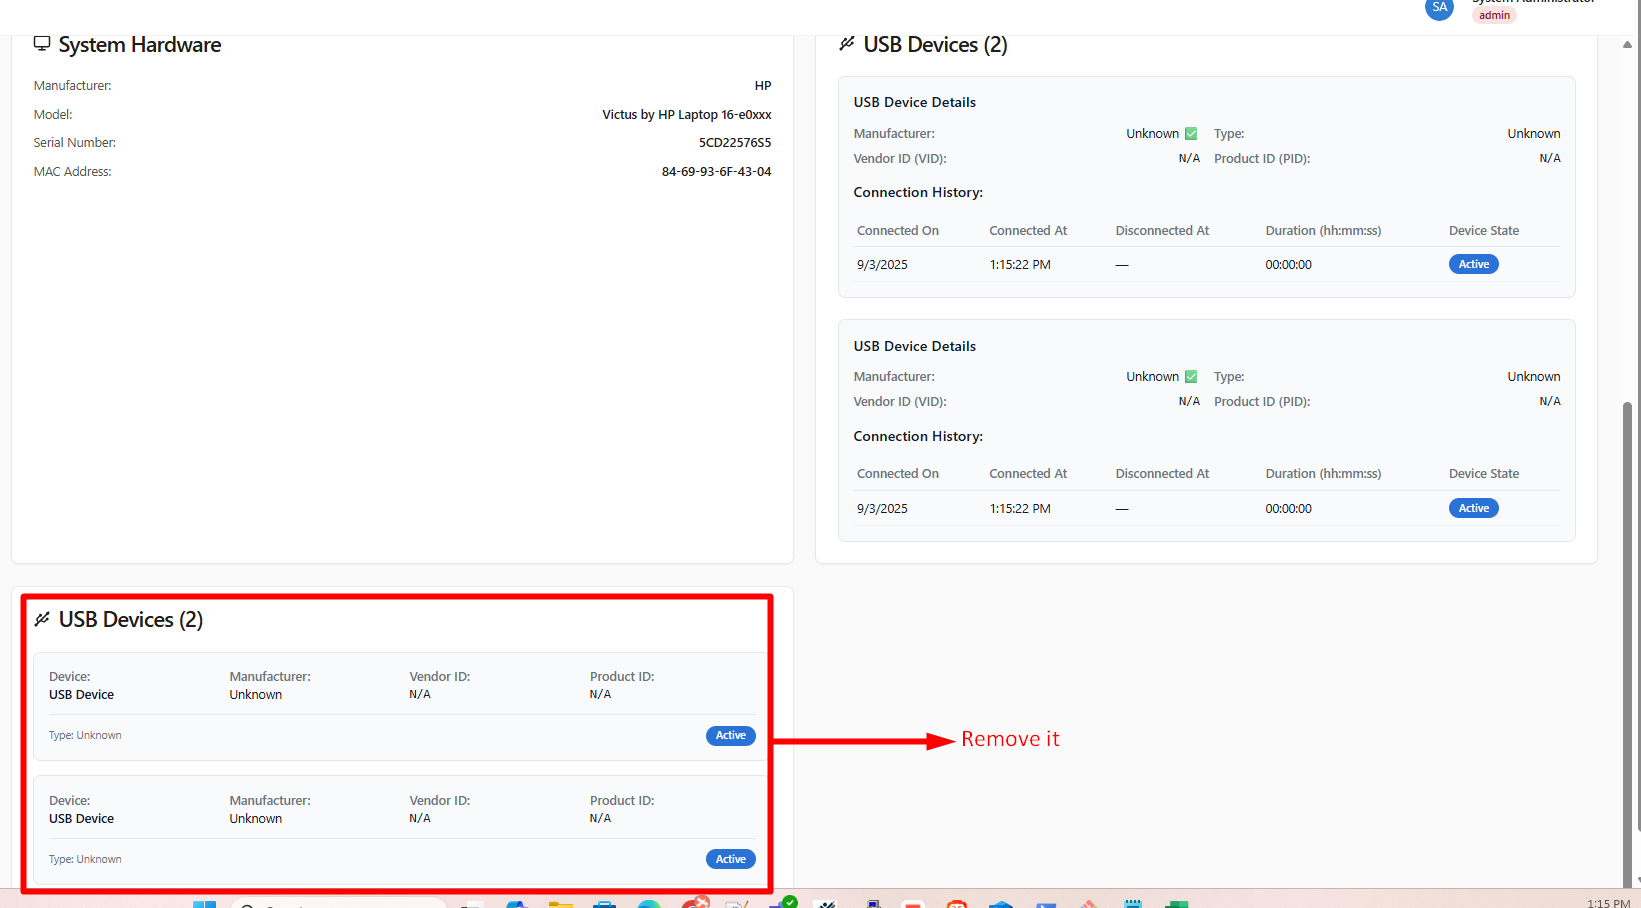 SA
admin
System Hardware
Manufacturer: HP
Model: Victus by HP Laptop 16-e0xxx
Serial Number: 5CD22576S5
MAC Address: 84-69-93-6F-43-04
USB Devices (2)
USB Device Details
Manufacturer: Unknown ✅ Type: Unknown
Vendor ID (VID): N/A Product ID (PID): N/A
Connection History:
Connected On Connected At Disconnected At Duration (hh:mm:ss) Device State
9/3/2025 1:15:22 PM — 00:00:00 Active
USB Device Details
Manufacturer: Unknown ✅ Type: Unknown
Vendor ID (VID): N/A Product ID (PID): N/A
Connection History:
Connected On Connected At Disconnected At Duration (hh:mm:ss) Device State
9/3/2025 1:15:22 PM — 00:00:00 Active
USB Devices (2)
Device: Manufacturer: Vendor ID: Product ID:
USB Device Unknown N/A N/A
Type: Unknown Active
Device: Manufacturer: Vendor ID: Product ID:
USB Device Unknown N/A N/A
Type: Unknown Active
Remove it
1:15 PM